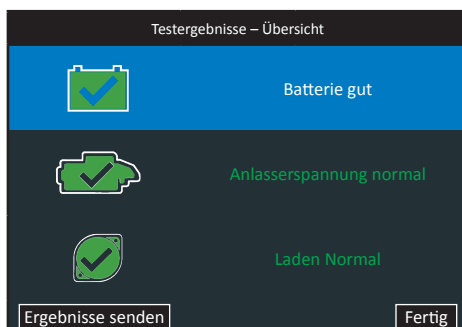 Testergebnisse – Übersicht
Batterie gut
Anlasserspannung normal
Laden Normal
Ergebnisse senden
Fertig